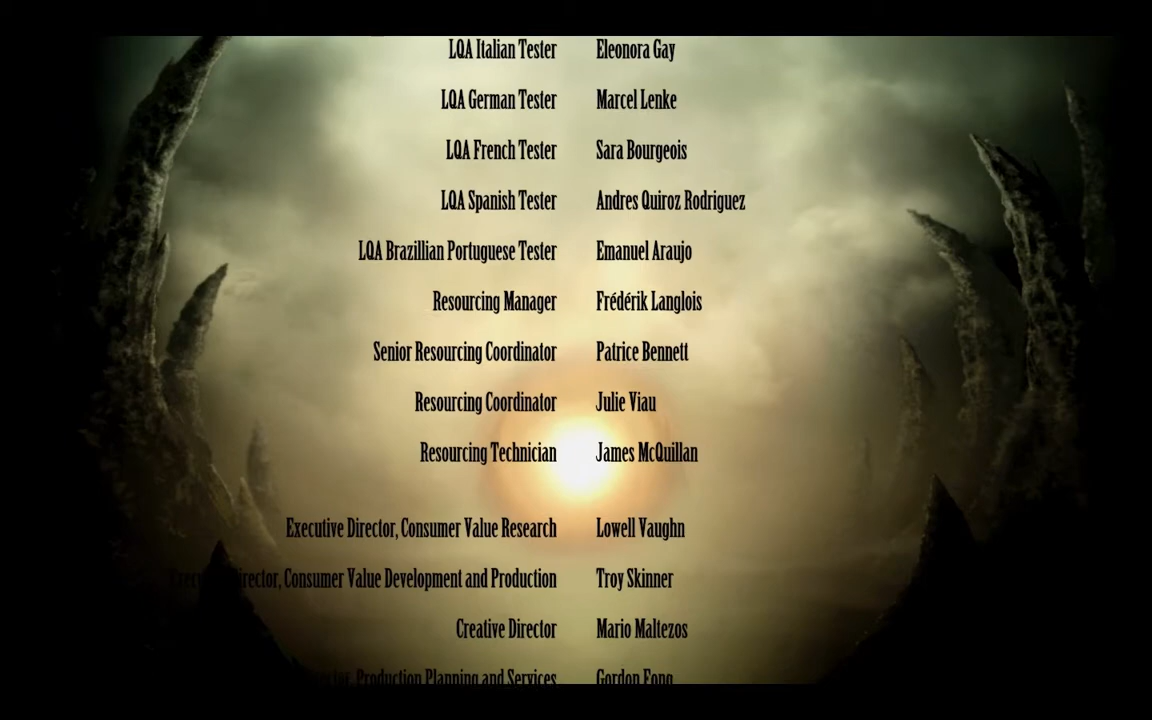 LQA Italian Tester Eleonora Gay
LQA German Tester Marcel Lenke
LQA French Tester Sara Bourgeois
LQA Spanish Tester Andres Quiroz Rodriguez
LQA Brazillian Portuguese Tester Emanuel Araujo
Resourcing Manager Frédérik Langlois
Senior Resourcing Coordinator Patrice Bennett
Resourcing Coordinator Julie Viau
Resourcing Technician James McQuillan
Executive Director, Consumer Value Research Lowell Vaughn
Director, Consumer Value Development and Production Troy Skinner
Creative Director Mario Maltezos
Production Planning and Services Gordon Fong